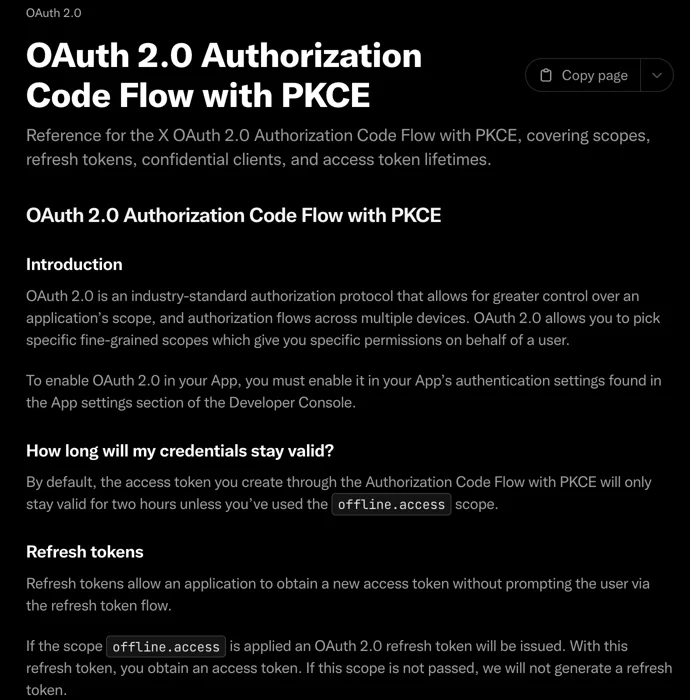 OAuth 2.0
OAuth 2.0 Authorization
Code Flow with PKCE
Copy page
Reference for the X OAuth 2.0 Authorization Code Flow with PKCE, covering scopes,
refresh tokens, confidential clients, and access token lifetimes.
OAuth 2.0 Authorization Code Flow with PKCE
Introduction
OAuth 2.0 is an industry-standard authorization protocol that allows for greater control over an
application’s scope, and authorization flows across multiple devices. OAuth 2.0 allows you to pick
specific fine-grained scopes which give you specific permissions on behalf of a user.
To enable OAuth 2.0 in your App, you must enable it in your App’s authentication settings found in
the App settings section of the Developer Console.
How long will my credentials stay valid?
By default, the access token you create through the Authorization Code Flow with PKCE will only
stay valid for two hours unless you’ve used the offline.access scope.
Refresh tokens
Refresh tokens allow an application to obtain a new access token without prompting the user via
the refresh token flow.
If the scope offline.access is applied an OAuth 2.0 refresh token will be issued. With this
refresh token, you obtain an access token. If this scope is not passed, we will not generate a refresh
token.